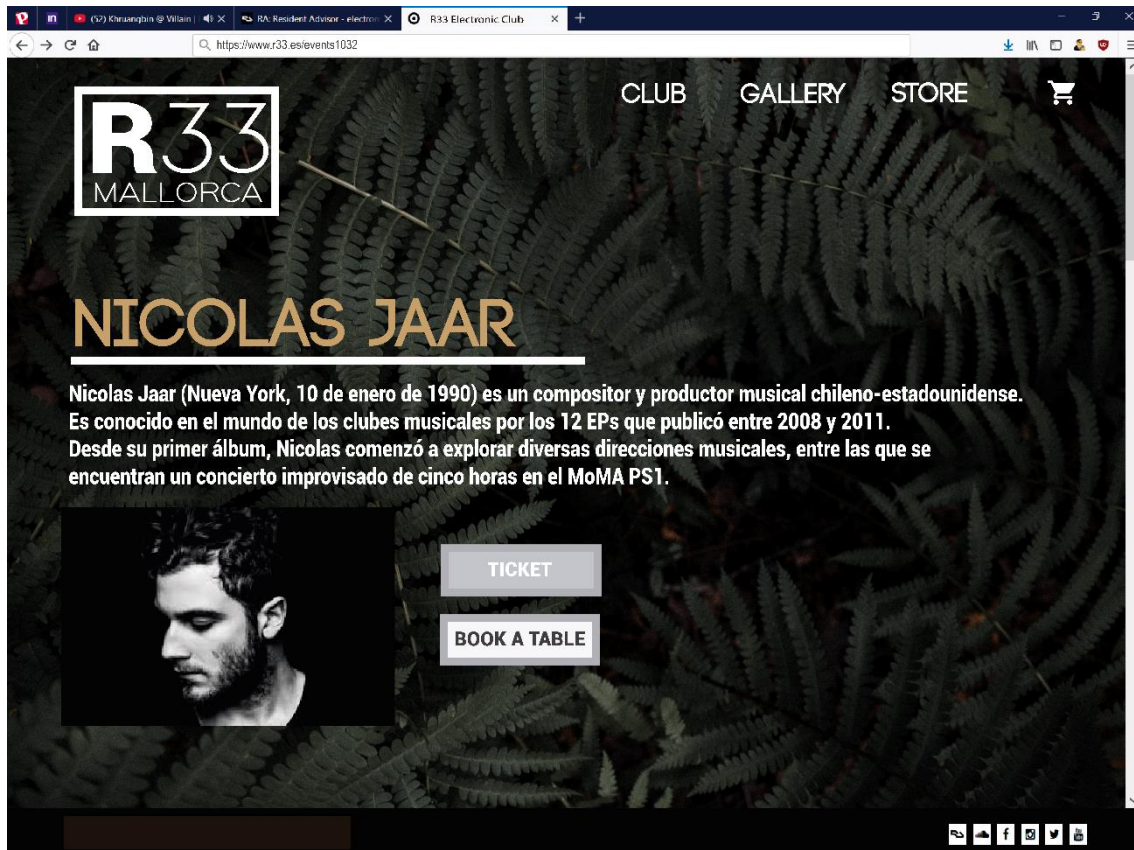 (52) Khruangbin @ Villain |
RA: Resident Advisor - electron
R33 Electronic Club
https://www.r33.es/events1032
CLUB GALLERY STORE
R33
MALLORCA
NICOLAS JAAR
Nicolas Jaar (Nueva York, 10 de enero de 1990) es un compositor y productor musical chileno-estadounidense.
Es conocido en el mundo de los clubes musicales por los 12 EPs que publicó entre 2008 y 2011.
Desde su primer álbum, Nicolas comenzó a explorar diversas direcciones musicales, entre las que se
encuentran un concierto improvisado de cinco horas en el MoMA PS1.
TICKET
BOOK A TABLE